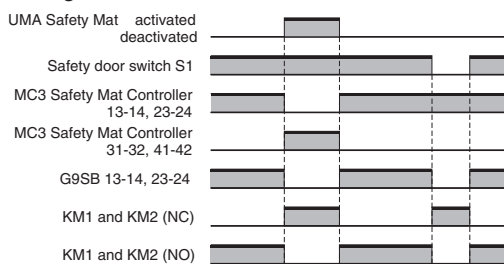 UMA Safety Mat activated
deactivated
Safety door switch S1
MC3 Safety Mat Controller
13-14, 23-24
MC3 Safety Mat Controller
31-32, 41-42
G9SB 13-14, 23-24
KM1 and KM2 (NC)
KM1 and KM2 (NO)